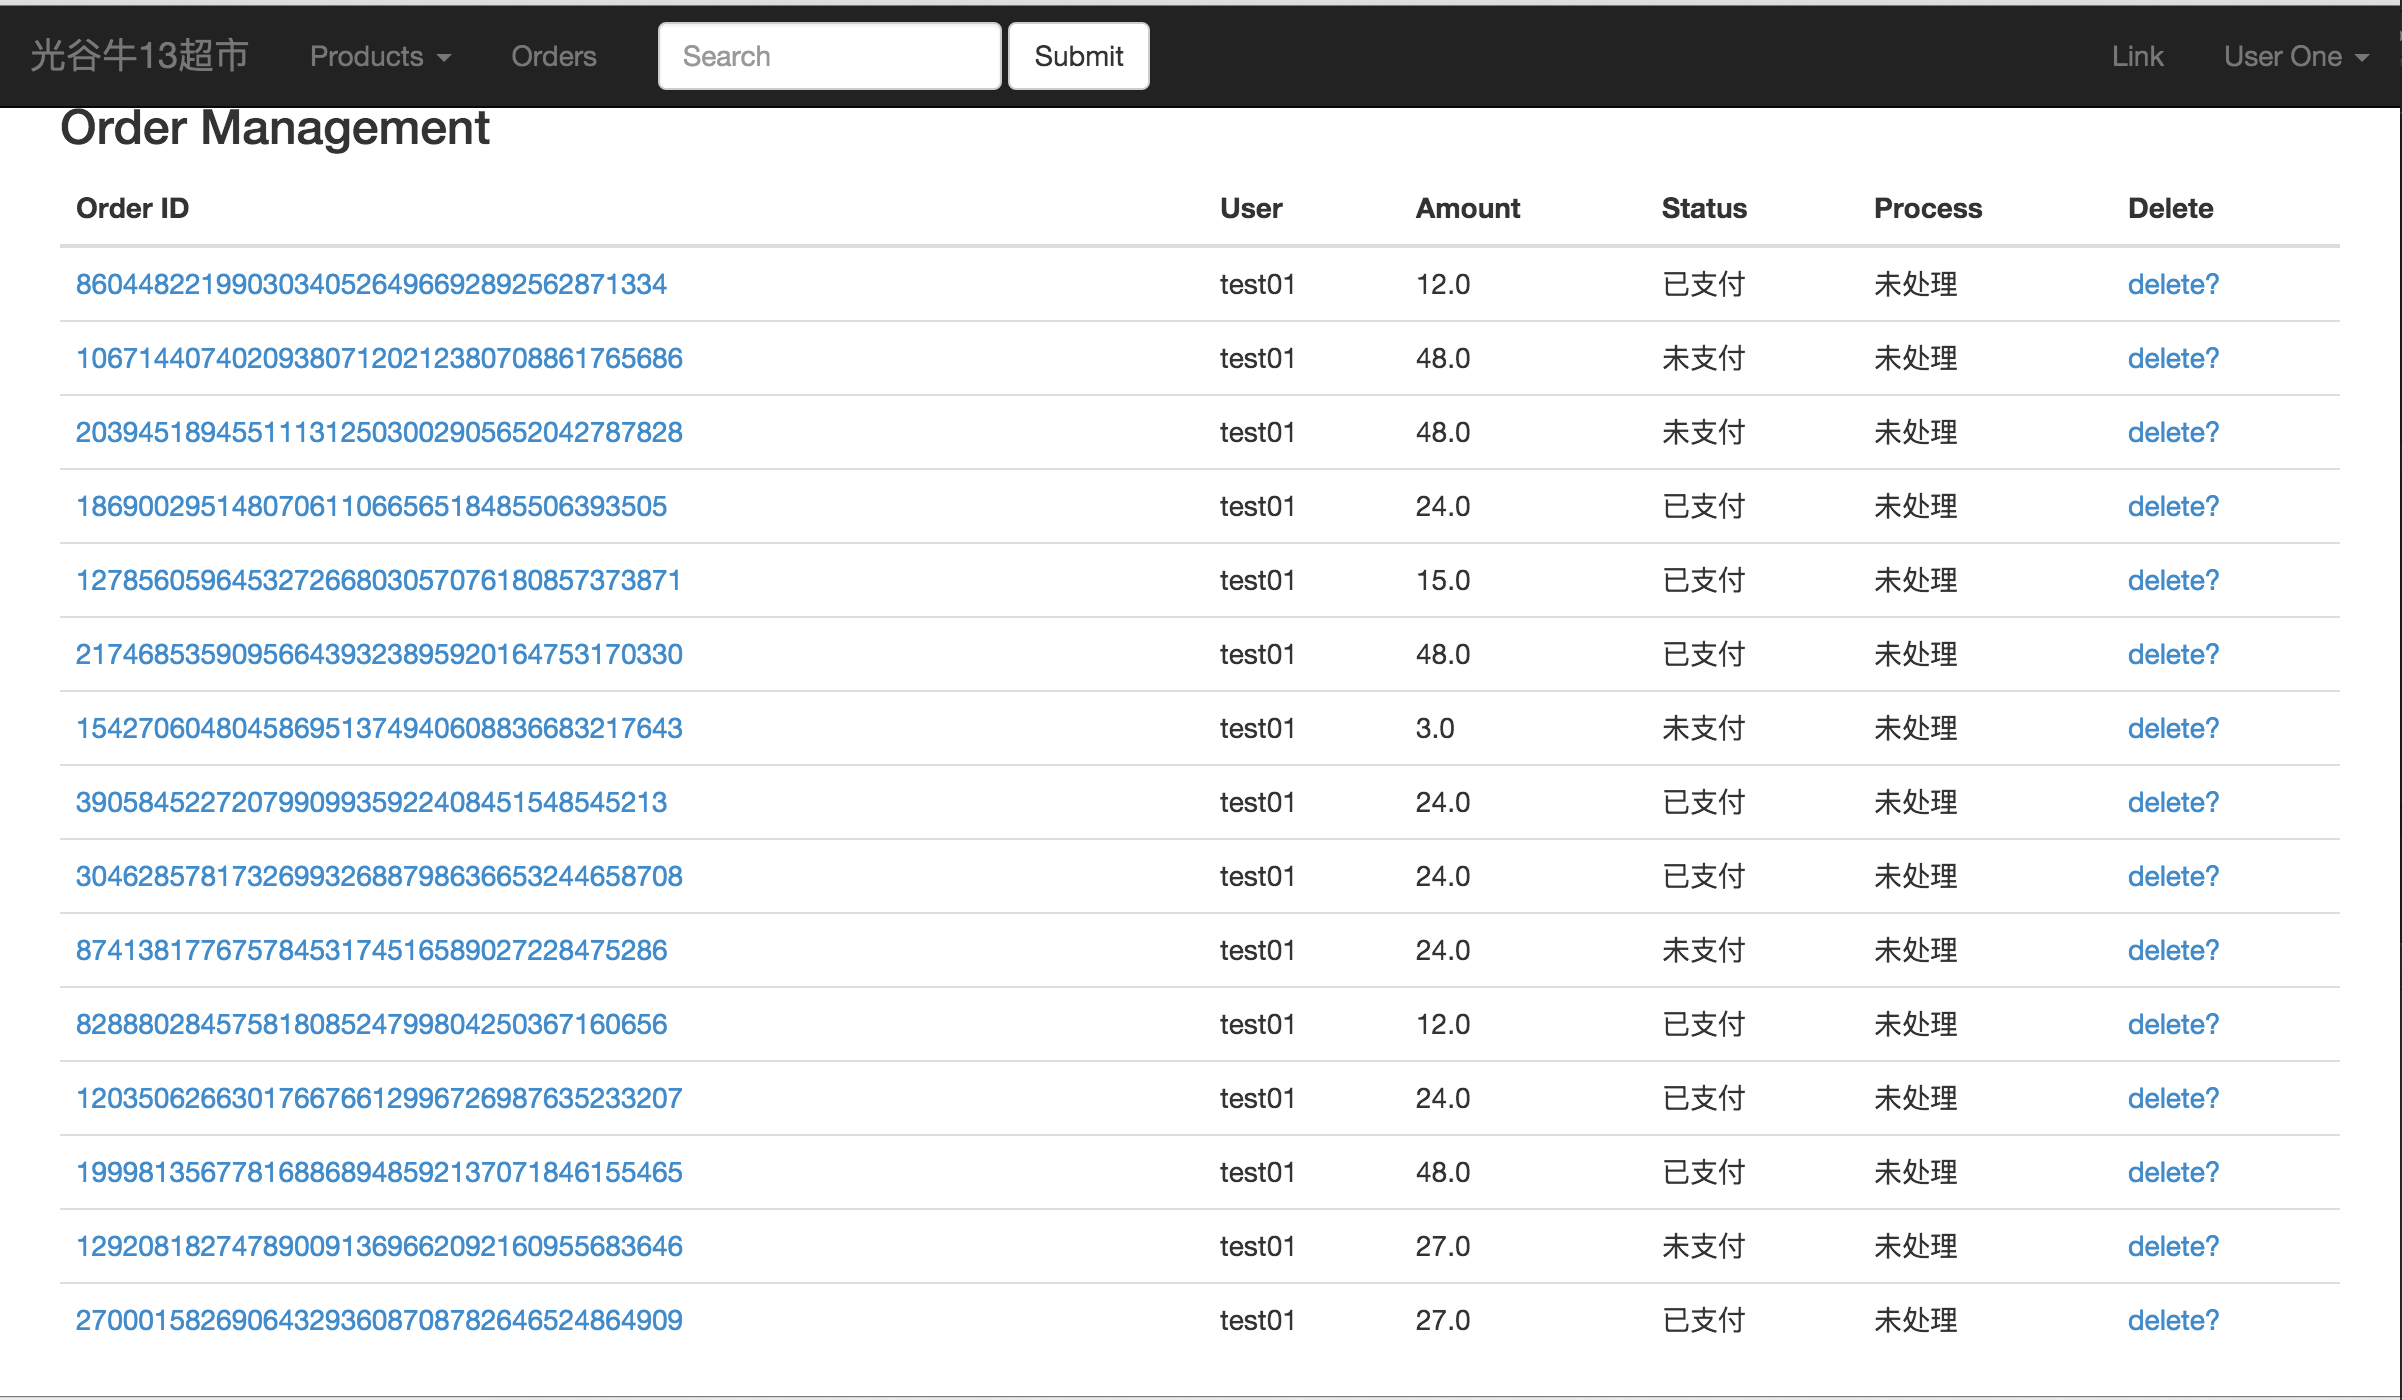 光谷牛13超市 Products Orders Search Submit Link User One
Order Management
Order ID User Amount Status Process Delete
86044822199030340526496692892562871334 test01 12.0 已支付 未处理 delete?
106714407402093807120212380708861765686 test01 48.0 未支付 未处理 delete?
203945189455111312503002905652042787828 test01 48.0 未支付 未处理 delete?
18690029514807061106656518485506393505 test01 24.0 已支付 未处理 delete?
127856059645327266803057076180857373871 test01 15.0 已支付 未处理 delete?
217468535909566439323895920164753170330 test01 48.0 已支付 未处理 delete?
154270604804586951374940608836683217643 test01 3.0 未支付 未处理 delete?
39058452272079909935922408451548545213 test01 24.0 已支付 未处理 delete?
304628578173269932688798636653244658708 test01 24.0 已支付 未处理 delete?
87413817767578453174516589027228475286 test01 24.0 未支付 未处理 delete?
82888028457581808524799804250367160656 test01 12.0 已支付 未处理 delete?
120350626630176676612996726987635233207 test01 24.0 已支付 未处理 delete?
199981356778168868948592137071846155465 test01 48.0 已支付 未处理 delete?
129208182747890091369662092160955683646 test01 27.0 未支付 未处理 delete?
270001582690643293608708782646524864909 test01 27.0 已支付 未处理 delete?